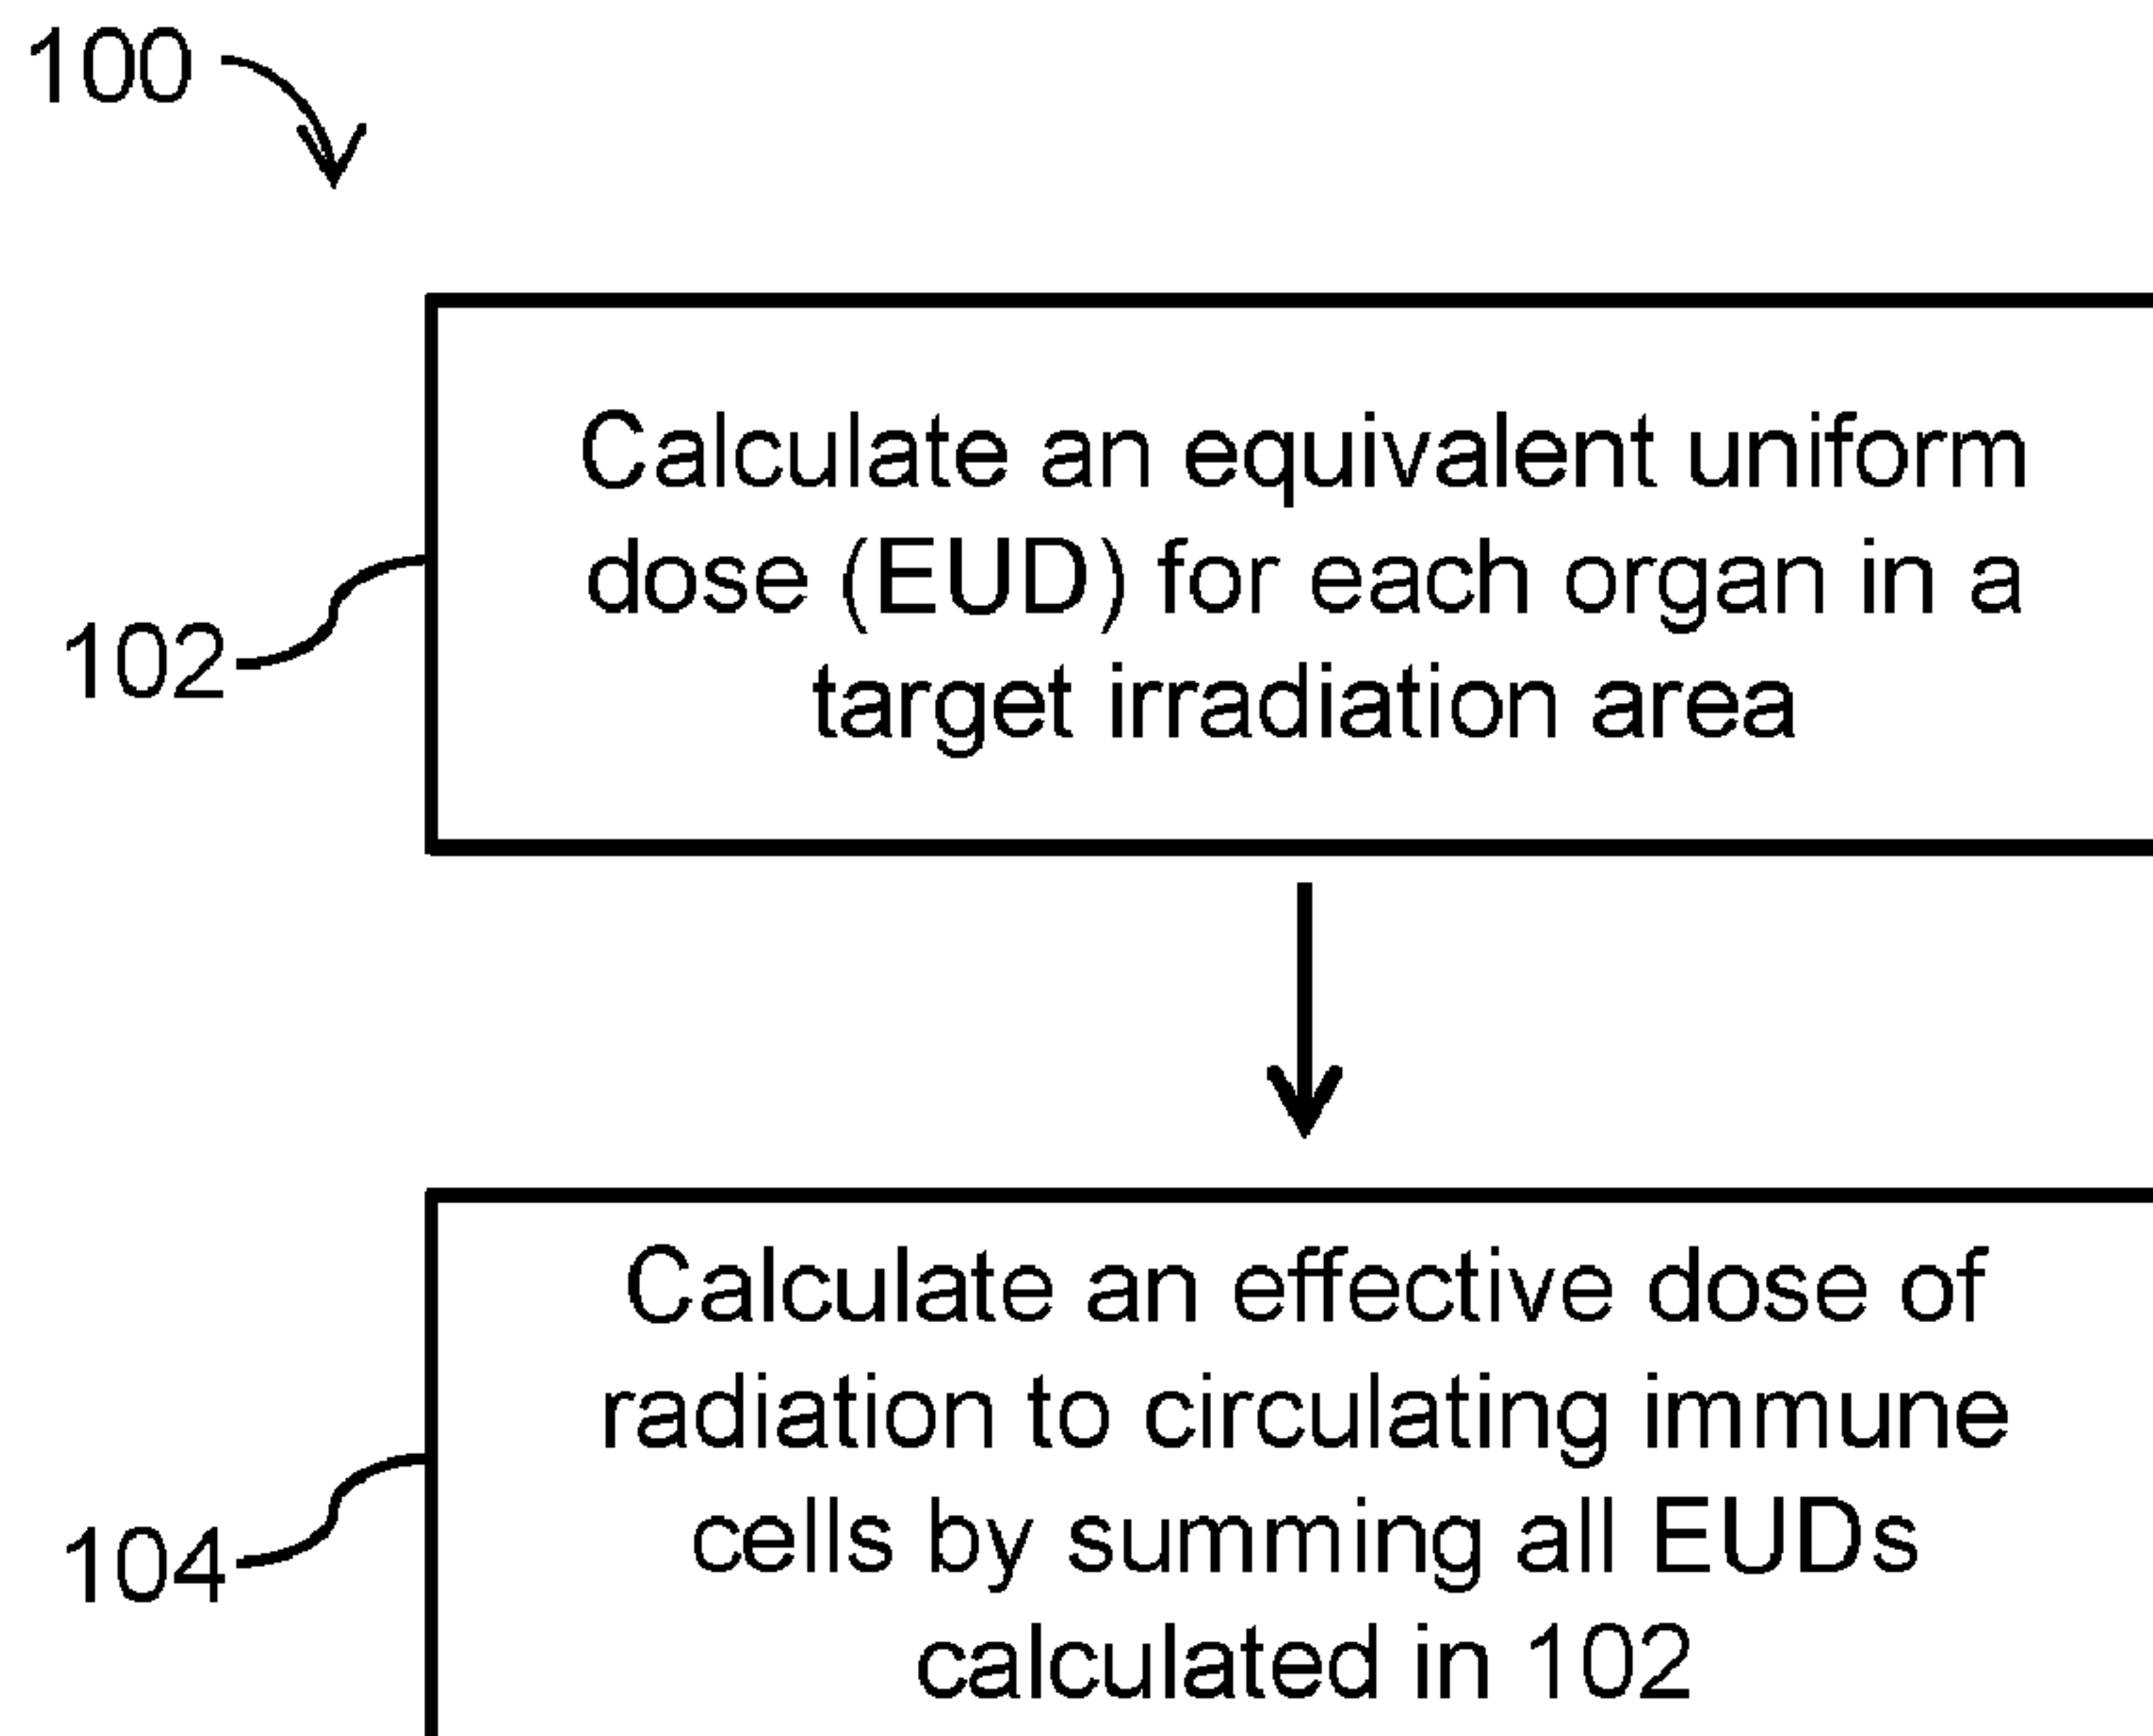 100
Calculate an equivalent uniform
dose (EUD) for each organ in a
target irradiation area
102
Calculate an effective dose of
radiation to circulating immune
cells by summing all EUDs
calculated in 102
104